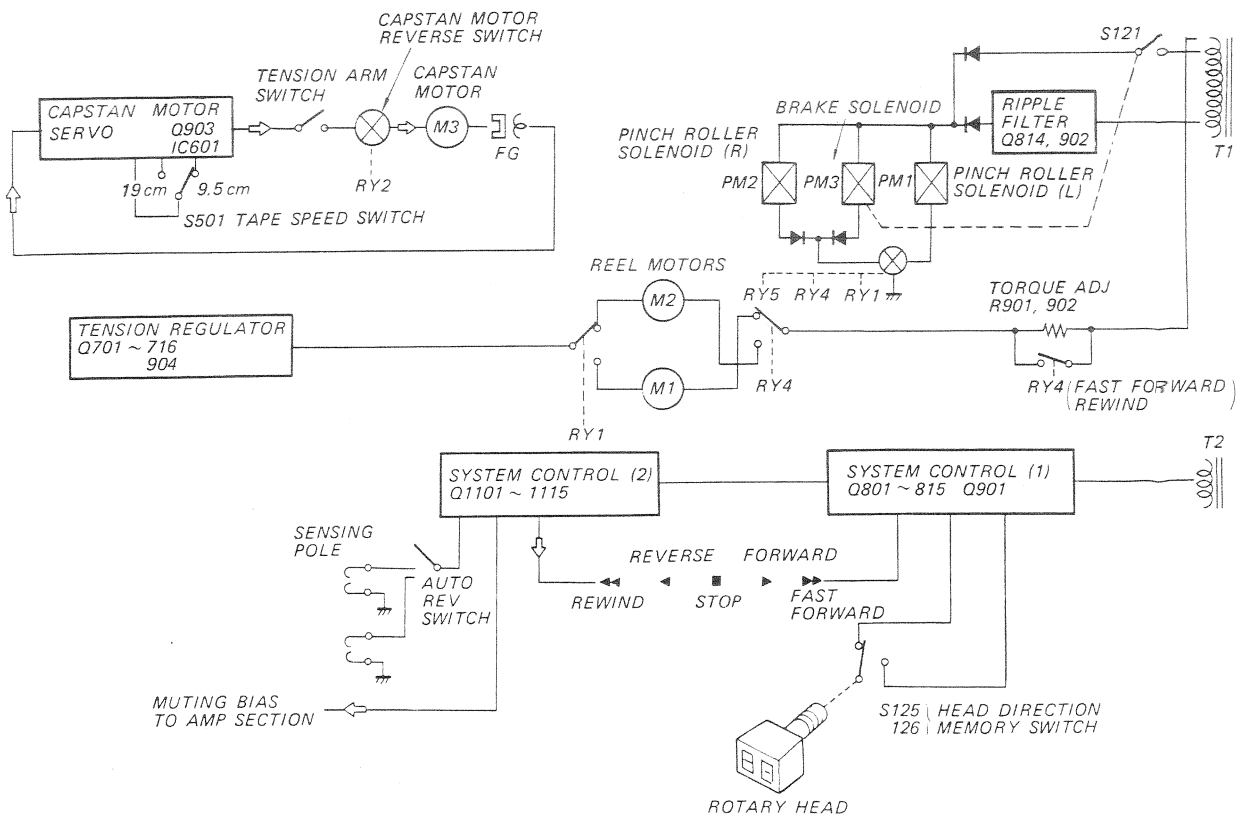 CAPSTAN MOTOR
REVERSE SWITCH
TENSION ARM
SWITCH
CAPSTAN
MOTOR
CAPSTAN MOTOR
SERVO Q903
IC601
M3
FG
RY2
19 cm
9.5 cm
S501 TAPE SPEED SWITCH
S121
BRAKE SOLENOID
RIPPLE
FILTER
Q814, 902
T1
PINCH ROLLER
SOLENOID (R)
PM2
PM3
PM1
PINCH ROLLER
SOLENOID (L)
REEL MOTORS
M2
RY5
RY4
RY1
TORQUE ADJ
R901, 902
TENSION REGULATOR
Q701 ~ 716
904
M1
RY4
RY4 (FAST FORWARD)
REWIND
RY1
T2
SYSTEM CONTROL (2)
Q1101 ~ 1115
SYSTEM CONTROL (1)
Q801 ~ 815 Q901
SENSING
POLE
AUTO
REV
SWITCH
REVERSE
FORWARD
REWIND
STOP
FAST
FORWARD
MUTING BIAS
TO AMP SECTION
S125 HEAD DIRECTION
126 MEMORY SWITCH
ROTARY HEAD